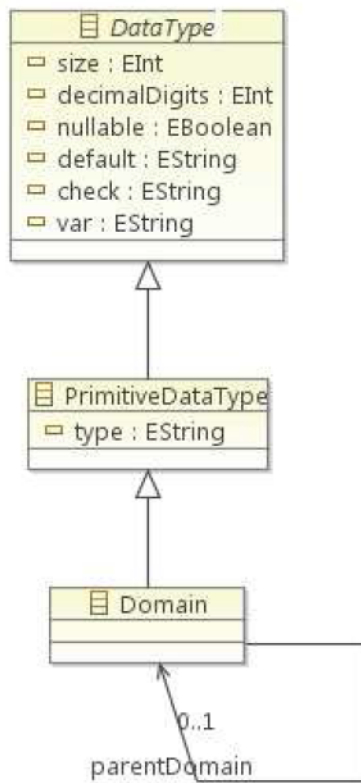 DataType
size : EInt
decimalDigits : EInt
nullable : EBoolean
default : EString
check : EString
var : EString
PrimitiveDataType
type : EString
Domain
0..1
parentDomain